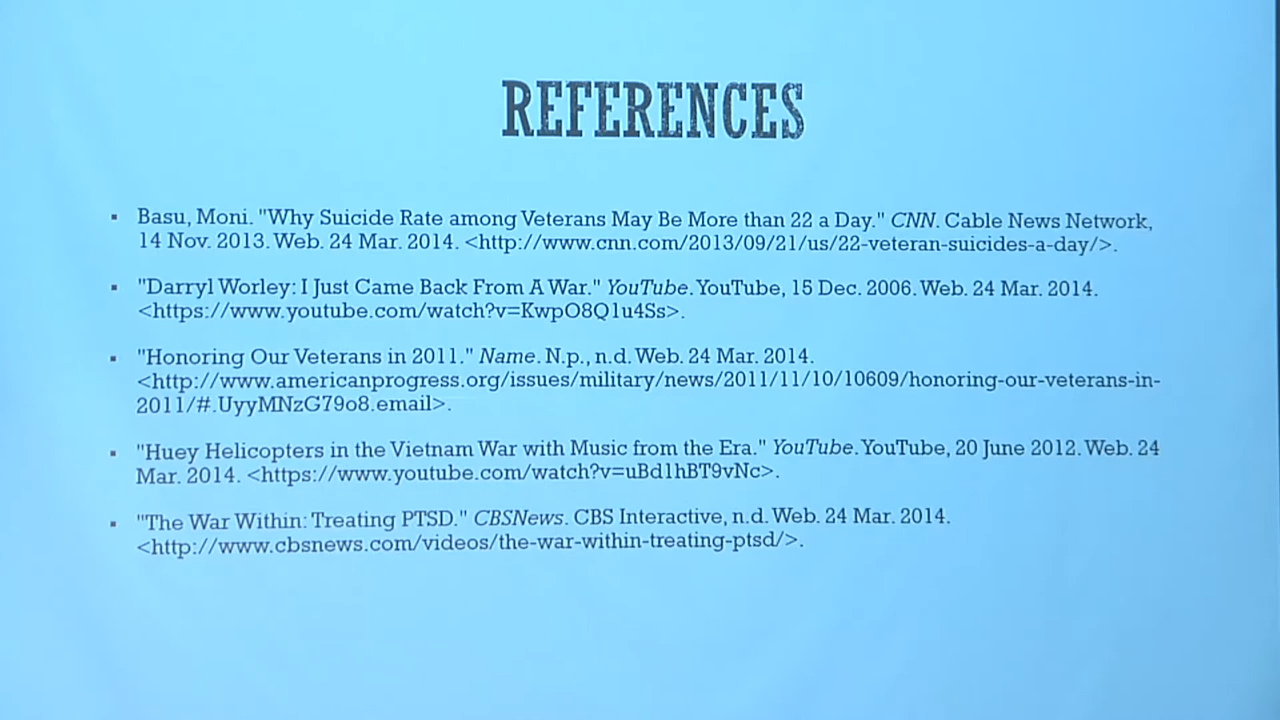 REFERENCES
▪ Basu, Moni. "Why Suicide Rate among Veterans May Be More than 22 a Day." CNN. Cable News Network,
14 Nov. 2013. Web. 24 Mar. 2014. <http://www.cnn.com/2013/09/21/us/22-veteran-suicides-a-day/>.
▪ "Darryl Worley: I Just Came Back From A War." YouTube. YouTube, 15 Dec. 2006. Web. 24 Mar. 2014.
<https://www.youtube.com/watch?v=KwpO8Q1u4Ss>.
▪ "Honoring Our Veterans in 2011." Name. N.p., n.d. Web. 24 Mar. 2014.
<http://www.americanprogress.org/issues/military/news/2011/11/10/10609/honoring-our-veterans-in-
2011/#.UyyMNzG79o8.email>.
▪ "Huey Helicopters in the Vietnam War with Music from the Era." YouTube. YouTube, 20 June 2012. Web. 24
Mar. 2014. <https://www.youtube.com/watch?v=uBd1hBT9vNc>.
▪ "The War Within: Treating PTSD." CBSNews. CBS Interactive, n.d. Web. 24 Mar. 2014.
<http://www.cbsnews.com/videos/the-war-within-treating-ptsd/>.